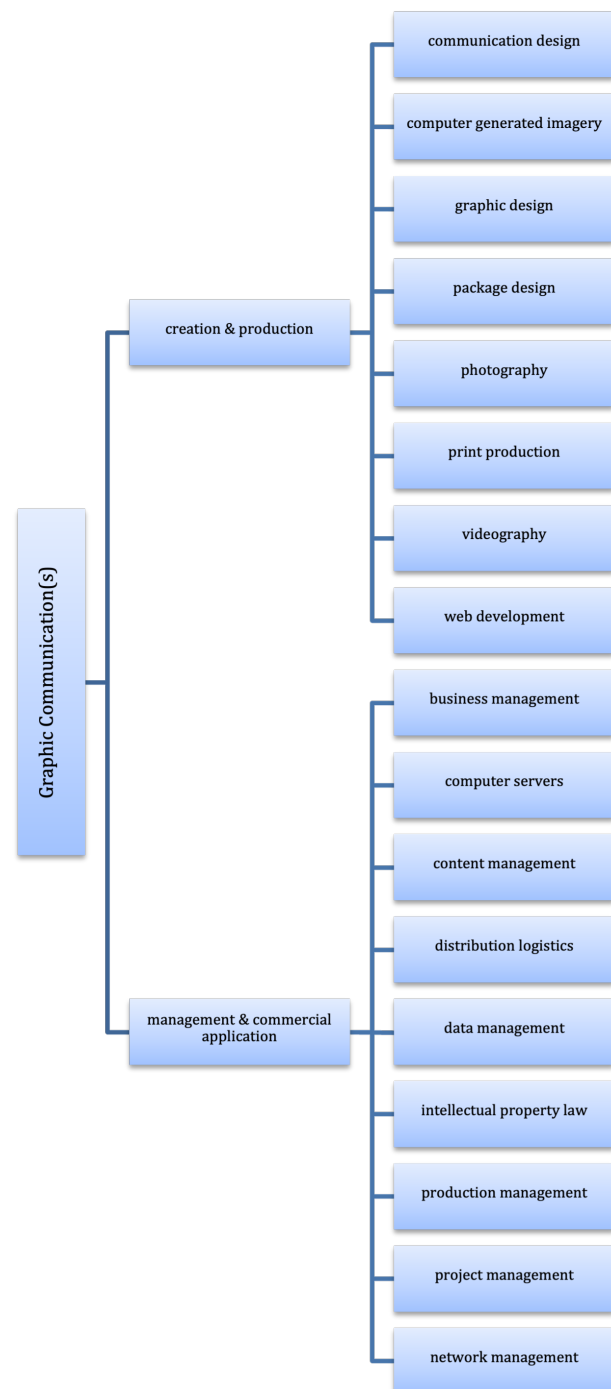 communication design
computer generated imagery
graphic design
package design
creation & production
photography
print production
videography
web development
Graphic Communication(s)
business management
computer servers
content management
distribution logistics
management & commercial
application
data management
intellectual property law
production management
project management
network management